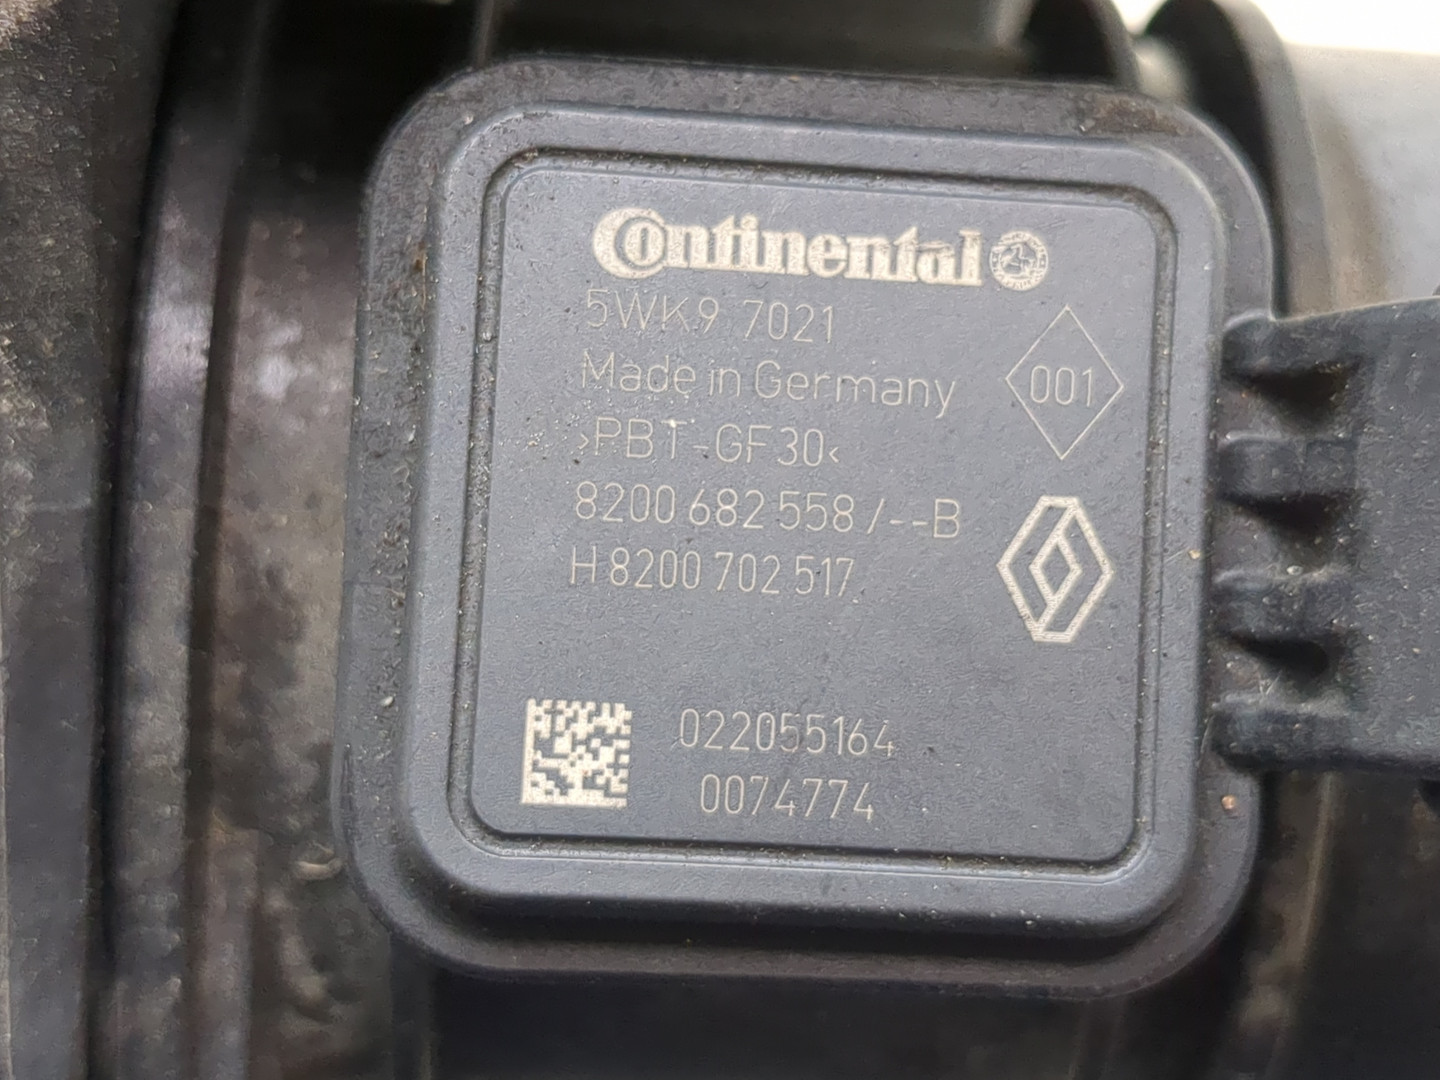 Continental
5WK9 7021
Made in Germany
001
>PBT-GF30<
8200 682 558 /--B
H 8200 702 517
022055164
0074774